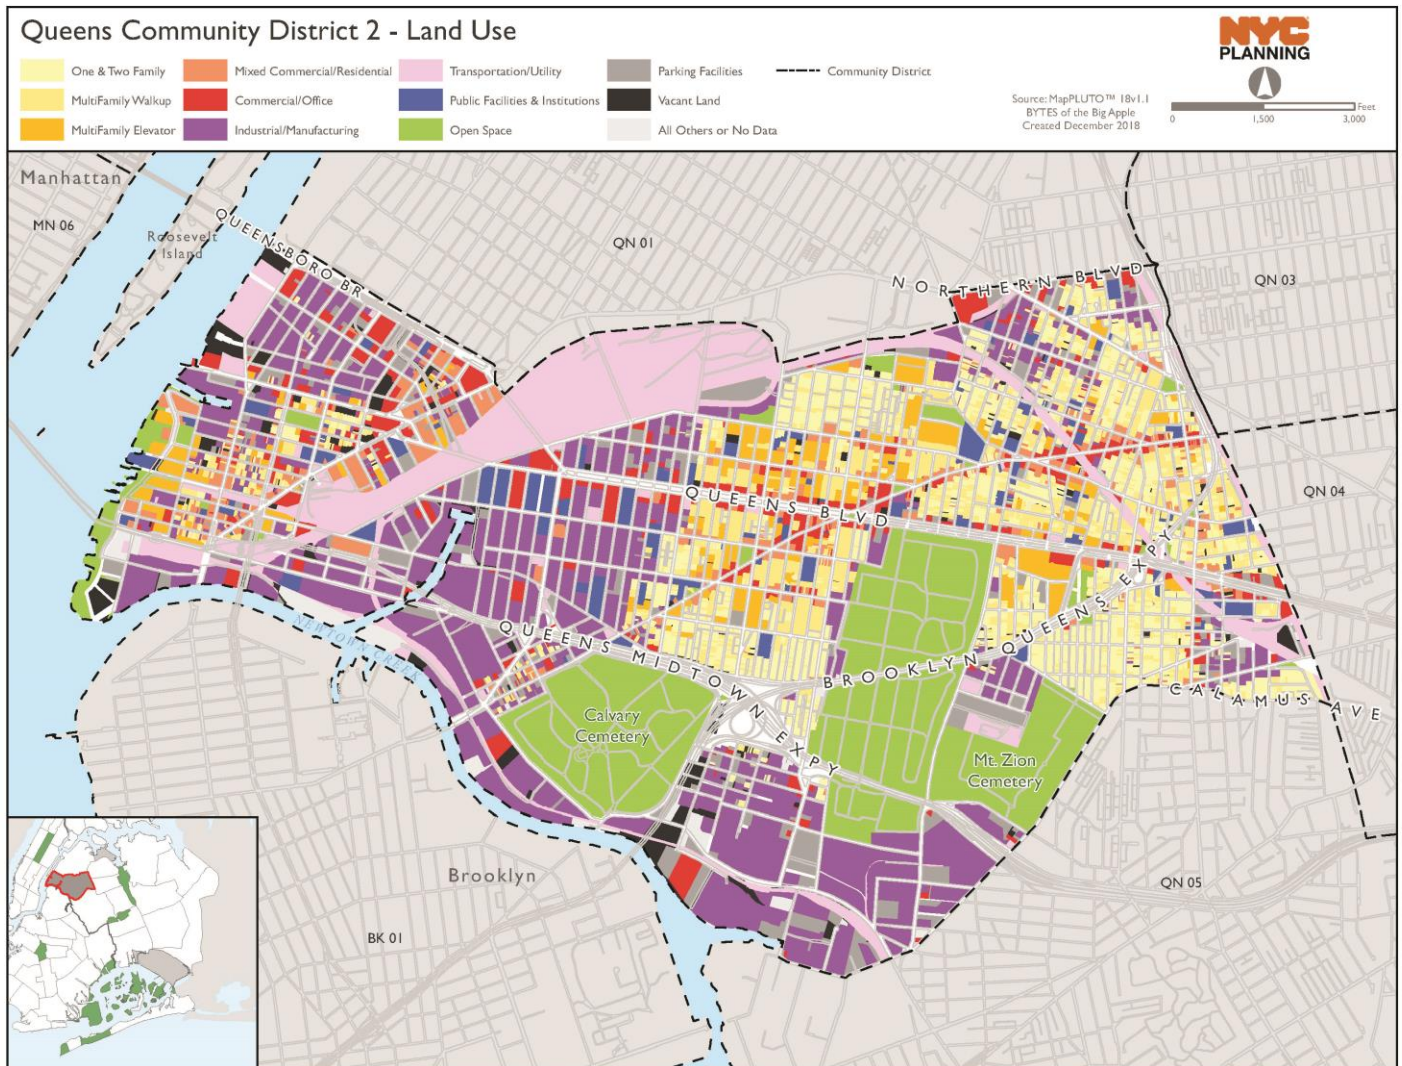 Queens Community District 2 - Land Use
One & Two Family
MultiFamily Walkup
MultiFamily Elevator
Mixed Commercial/Residential
Commercial/Office
Industrial/Manufacturing
Transportation/Utility
Public Facilities & Institutions
Open Space
Parking Facilities
Vacant Land
All Others or No Data
Community District
Source: MapPLUTO™ 18v1.1
BYTES of the Big Apple
Created December 2018
NYC
PLANNING
Feet
0 1,500 3,000
Manhattan
MN 06
Roosevelt
Island
QUEENSBORO BR
QN 01
NORTHERN BLVD
QN 03
QN 04
QUEENS BLVD
NEWTOWN CREEK
QUEENS MIDTOWN EXPY
BROOKLYN QUEENS EXPY
CALAMUS AVE
Calvary
Cemetery
Mt. Zion
Cemetery
Brooklyn
BK 01
QN 05